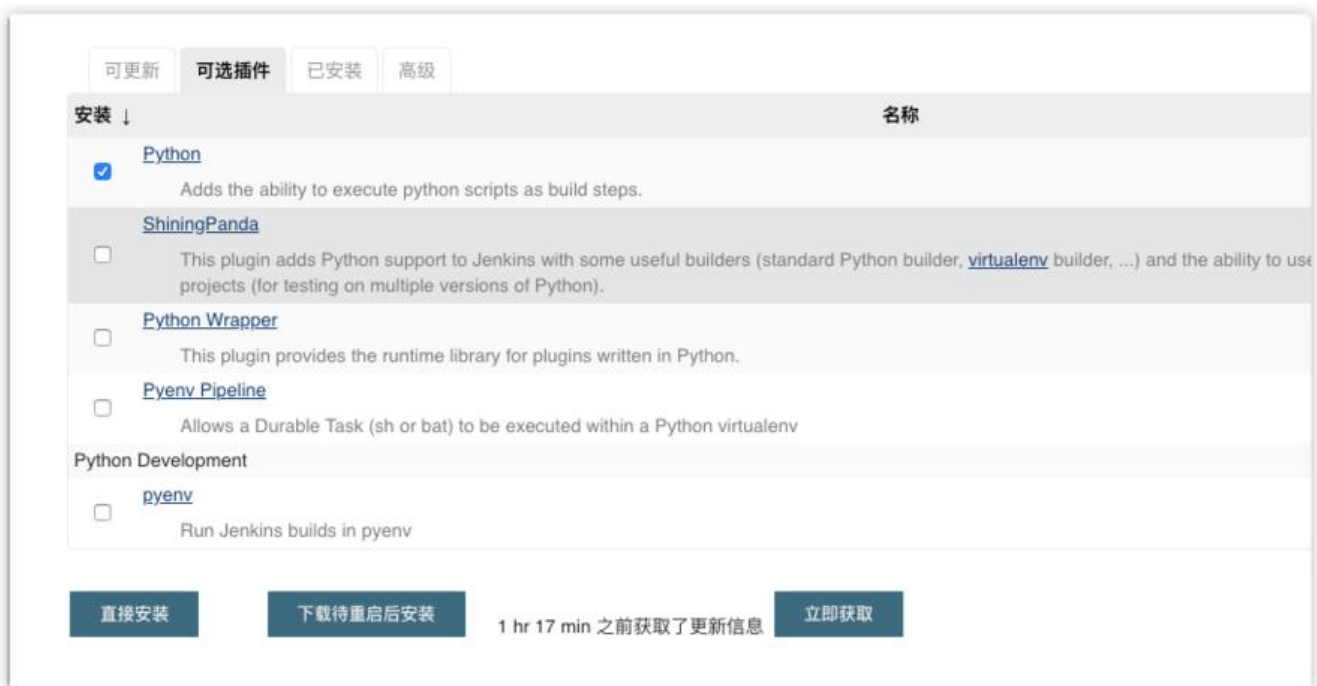 可更新 可选插件 已安装 高级
安装 ↓ 名称
Python
Adds the ability to execute python scripts as build steps.
ShiningPanda
This plugin adds Python support to Jenkins with some useful builders (standard Python builder, virtualenv builder, ...) and the ability to use
projects (for testing on multiple versions of Python).
Python Wrapper
This plugin provides the runtime library for plugins written in Python.
Pyenv Pipeline
Allows a Durable Task (sh or bat) to be executed within a Python virtualenv
Python Development
pyenv
Run Jenkins builds in pyenv
直接安装 下载待重启后安装 1 hr 17 min 之前获取了更新信息 立即获取